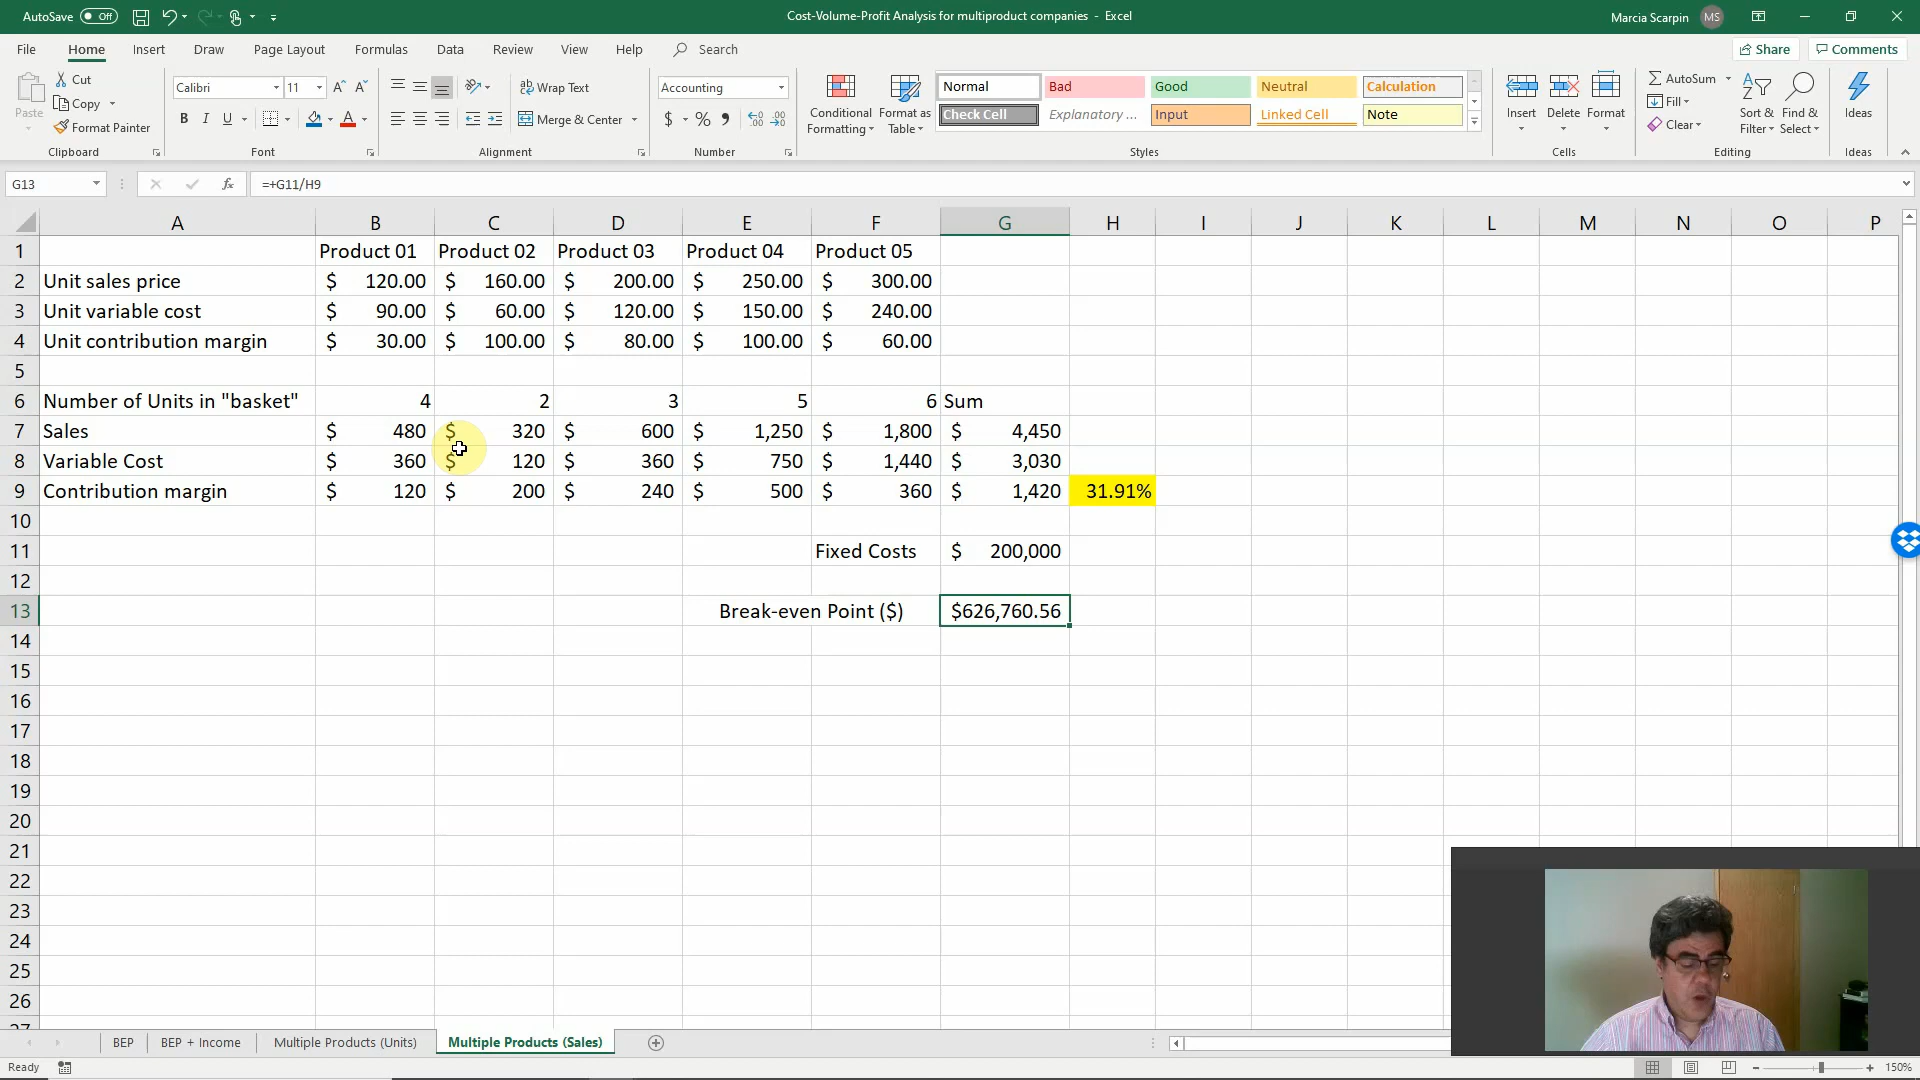 AutoSave Off Cost-Volume-Profit Analysis for multiproduct companies - Excel Marcia Scarpin MS
File Home Insert Draw Page Layout Formulas Data Review View Help Search Share Comments
Paste Cut Copy Format Painter Clipboard
Calibri 11 B I U Font
Wrap Text Merge & Center Alignment
Accounting $ % Number
Conditional Formatting Format as Table Normal Bad Good Neutral Calculation
Check Cell Explanatory ... Input Linked Cell Note Styles
Insert Delete Format Cells
AutoSum Fill Clear Sort & Filter Find & Select Editing
Ideas Ideas
G13 fx =+G11/H9
A B C D E F G H I J K L M N O P
1 Product 01 Product 02 Product 03 Product 04 Product 05
2 Unit sales price $ 120.00 $ 160.00 $ 200.00 $ 250.00 $ 300.00
3 Unit variable cost $ 90.00 $ 60.00 $ 120.00 $ 150.00 $ 240.00
4 Unit contribution margin $ 30.00 $ 100.00 $ 80.00 $ 100.00 $ 60.00
5
6 Number of Units in "basket" 4 2 3 5 6 Sum
7 Sales $ 480 $ 320 $ 600 $ 1,250 $ 1,800 $ 4,450
8 Variable Cost $ 360 $ 120 $ 360 $ 750 $ 1,440 $ 3,030
9 Contribution margin $ 120 $ 200 $ 240 $ 500 $ 360 $ 1,420 31.91%
10
11 Fixed Costs $ 200,000
12
13 Break-even Point ($) $626,760.56
14
15
16
17
18
19
20
21
22
23
24
25
26
27
BEP BEP + Income Multiple Products (Units) Multiple Products (Sales)
Ready 150%